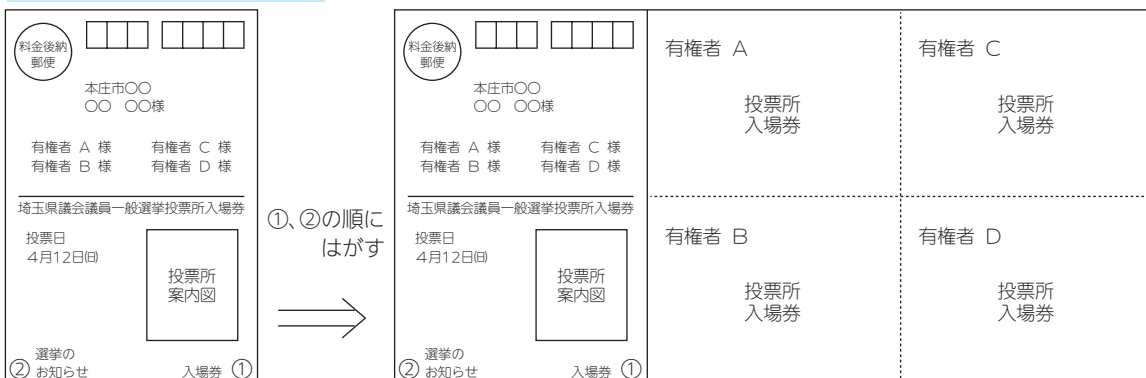 料金後納
郵便
本庄市〇〇
〇〇 〇〇様
有権者 A 様 有権者 C 様
有権者 B 様 有権者 D 様
埼玉県議会議員一般選挙投票所入場券
投票日
4月12日㈰
投票所
案内図
選挙の
② お知らせ 入場券 ①
①、②の順に
はがす
料金後納
郵便
本庄市〇〇
〇〇 〇〇様
有権者 A 様 有権者 C 様
有権者 B 様 有権者 D 様
埼玉県議会議員一般選挙投票所入場券
投票日
4月12日㈰
投票所
案内図
選挙の
② お知らせ 入場券 ①
有権者 A
投票所
入場券
有権者 C
投票所
入場券
有権者 B
投票所
入場券
有権者 D
投票所
入場券